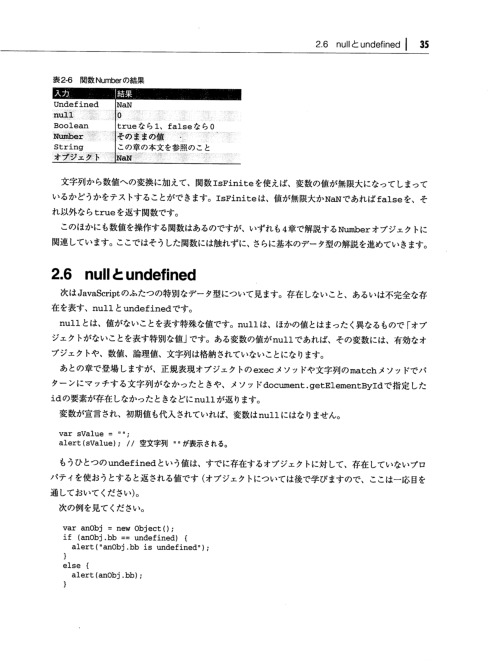 2.6 nullとundefined 35
表2-6 関数Numberの結果
入力 結果
Undefined NaN
null 0
Boolean trueなら1、falseなら0
Number そのままの値
String この章の本文を参照のこと
オブジェクト NaN
文字列から数値への変換に加えて、関数IsFiniteを使えば、変数の値が無限大になってしまって
いるかどうかをテストすることができます。IsFiniteは、値が無限大かNaNであればfalseを、そ
れ以外ならtrueを返す関数です。
このほかにも数値を操作する関数はあるのですが、いずれも4章で解説するNumberオブジェクトに
関連しています。ここではそうした関数には触れずに、さらに基本のデータ型の解説を進めていきます。
2.6 nullとundefined
次はJavaScriptのふたつの特別なデータ型について見ます。存在しないこと、あるいは不完全な存
在を表す、nullとundefinedです。
nullとは、値がないことを表す特殊な値です。nullは、ほかの値とはまったく異なるもので「オブ
ジェクトがないことを表す特別な値」です。ある変数の値がnullであれば、その変数には、有効なオ
ブジェクトや、数値、論理値、文字列は格納されていないことになります。
あとの章で登場しますが、正規表現オブジェクトのexecメソッドや文字列のmatchメソッドでパ
ターンにマッチする文字列がなかったときや、メソッドdocument.getElementByIdで指定した
idの要素が存在しなかったときなどにnullが返ります。
変数が宣言され、初期値も代入されていれば、変数はnullにはなりません。
var sValue = "";
alert(sValue); // 空文字列 ""が表示される。
もうひとつのundefinedという値は、すでに存在するオブジェクトに対して、存在していないプロ
パティを使おうとすると返される値です（オブジェクトについては後で学びますので、ここは一応目を
通しておいてください）。
次の例を見てください。
var anObj = new Object();
if (anObj.bb == undefined) {
alert("anObj.bb is undefined");
}
else {
alert(anObj.bb);
}